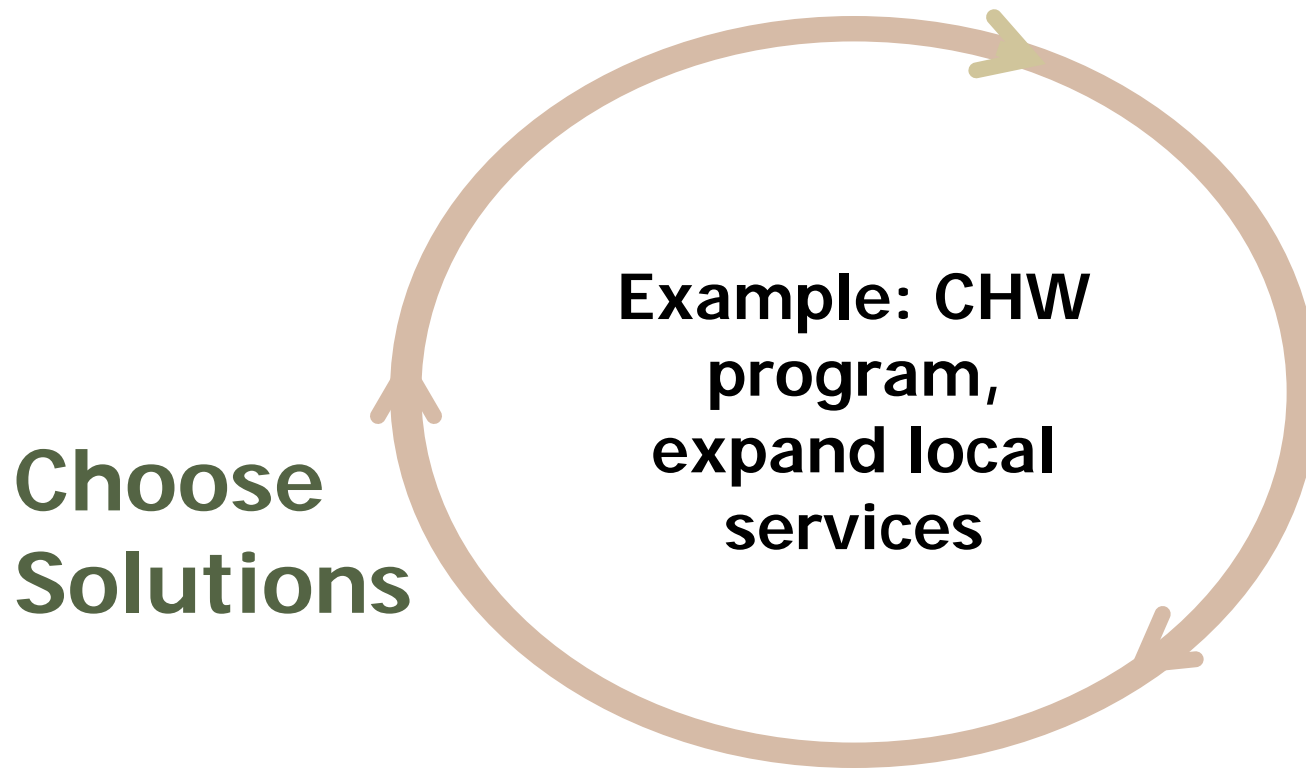 Example: CHW
program,
expand local
services
Choose
Solutions